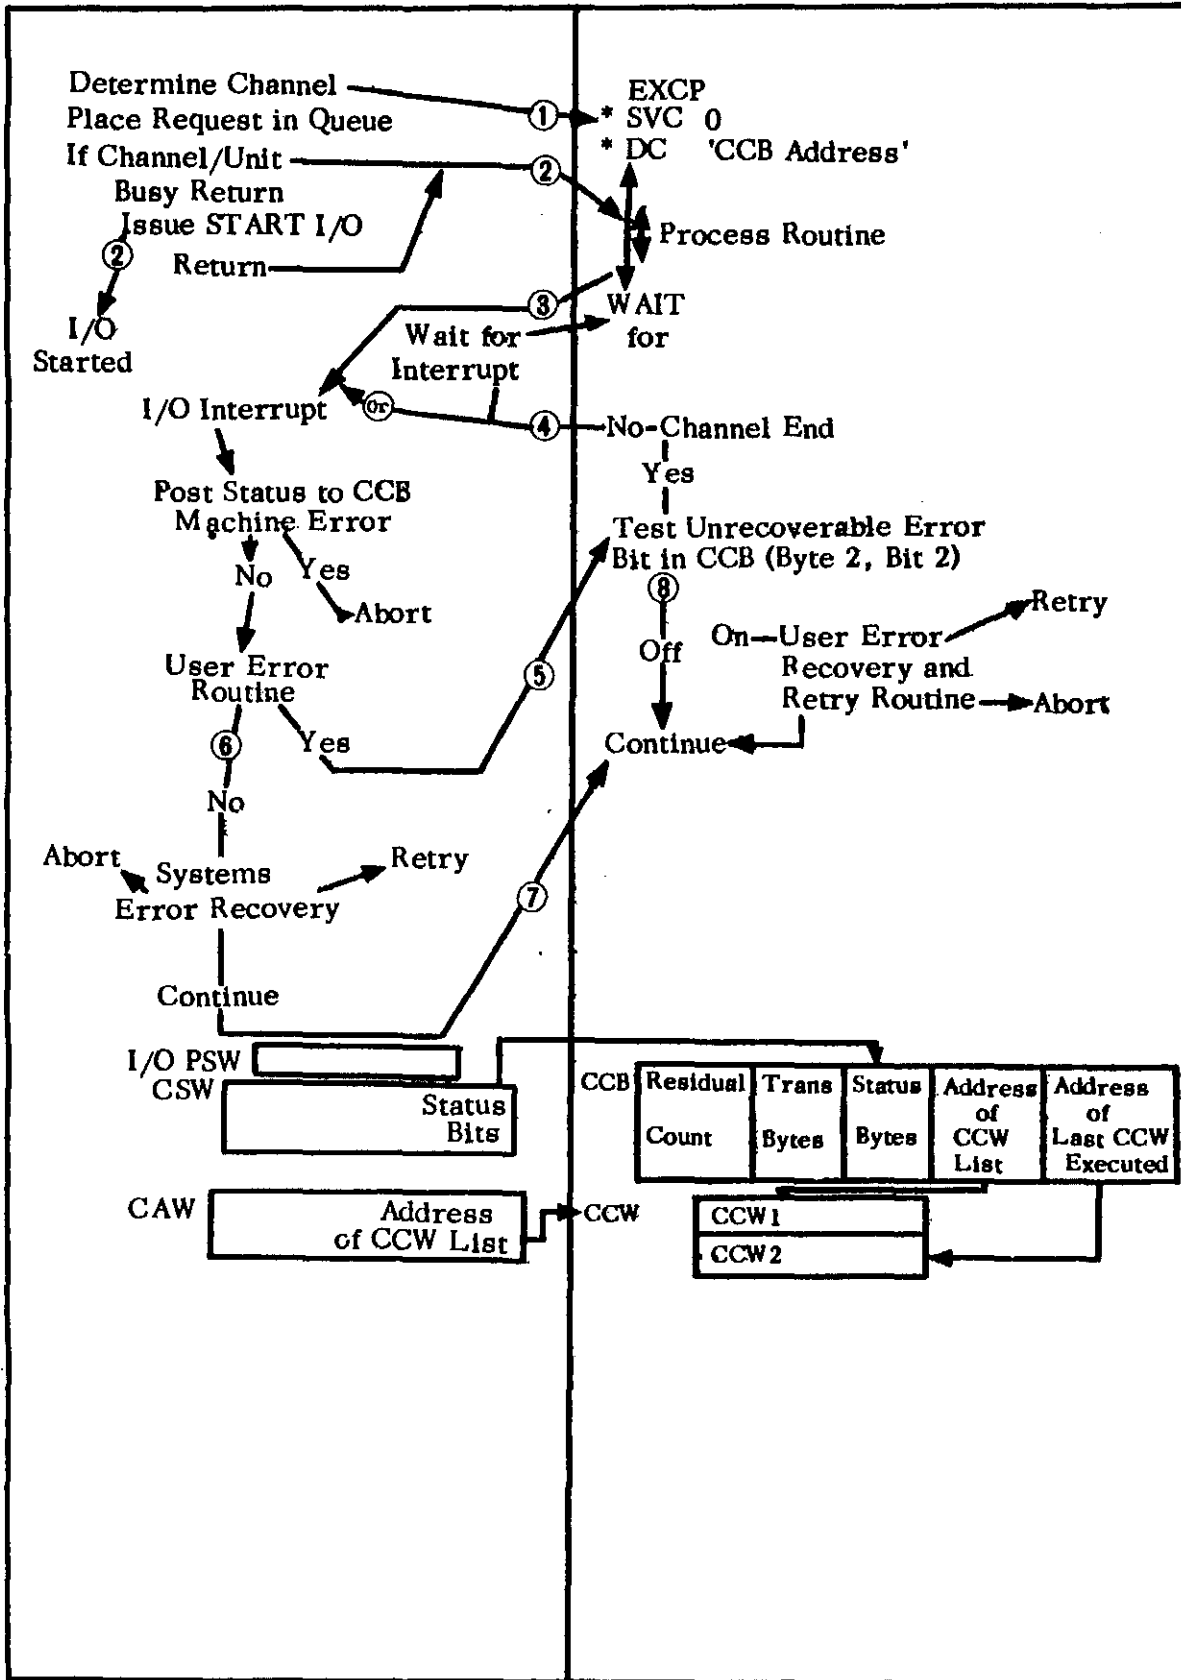 Determine Channel
Place Request in Queue
If Channel/Unit
Busy Return
Issue START I/O
Return
I/O
Started
1
2
2
3
EXCP
* SVC 0
* DC 'CCB Address'
Process Routine
WAIT
for
Wait for
Interrupt
I/O Interrupt
Or
4
No-Channel End
Yes
Post Status to CCB
Machine Error
No
Yes
Abort
User Error
Routine
6
Yes
No
5
Test Unrecoverable Error
Bit in CCB (Byte 2, Bit 2)
8
Off
On—User Error
Recovery and
Retry Routine
Retry
Abort
Continue
Abort
Systems
Error Recovery
Retry
7
Continue
I/O PSW
CSW
Status
Bits
CCB
Residual
Count
Trans
Bytes
Status
Bytes
Address
of
CCW
List
Address
of
Last CCW
Executed
CAW
Address
of CCW List
CCW
CCW1
CCW2